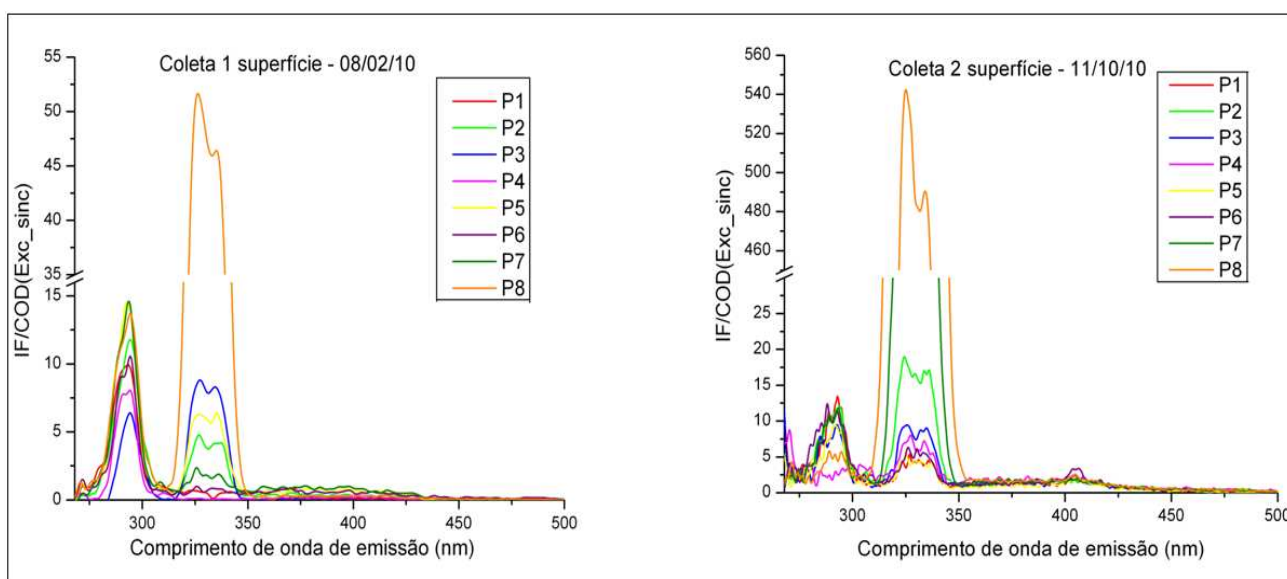 Coleta 1 superfície - 08/02/10
IF/COD(Exc_sinc)
55
50
45
40
35
15
10
5
0
300
350
400
450
500
Comprimento de onda de emissão (nm)
P1
P2
P3
P4
P5
P6
P7
P8
Coleta 2 superfície - 11/10/10
IF/COD(Exc_sinc)
560
540
520
500
480
460
25
20
15
10
5
0
300
350
400
450
500
Comprimento de onda de emissão (nm)
P1
P2
P3
P4
P5
P6
P7
P8